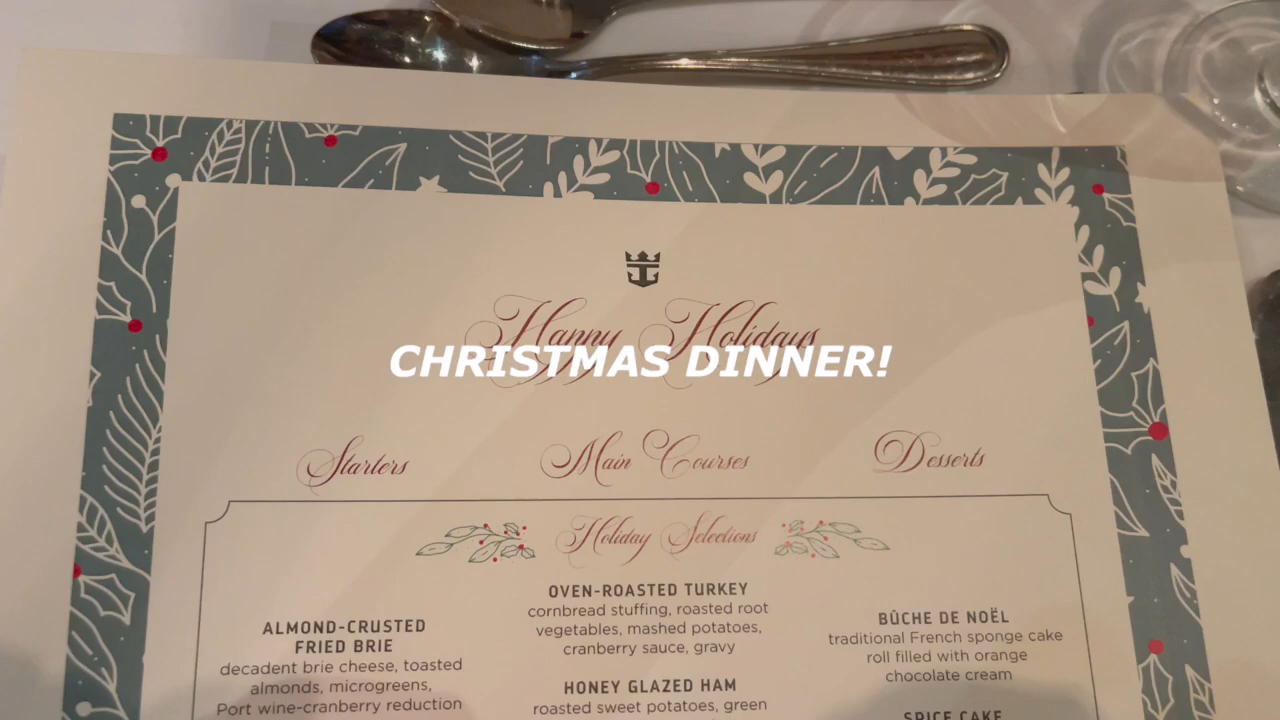 Happy Holidays
CHRISTMAS DINNER!
Starters
Main Courses
Desserts
Holiday Selections
ALMOND-CRUSTED
FRIED BRIE
decadent brie cheese, toasted
almonds, microgreens,
Port wine-cranberry reduction
OVEN-ROASTED TURKEY
cornbread stuffing, roasted root
vegetables, mashed potatoes,
cranberry sauce, gravy
HONEY GLAZED HAM
roasted sweet potatoes, green
BÛCHE DE NOËL
traditional French sponge cake
roll filled with orange
chocolate cream
SPICE CAKE